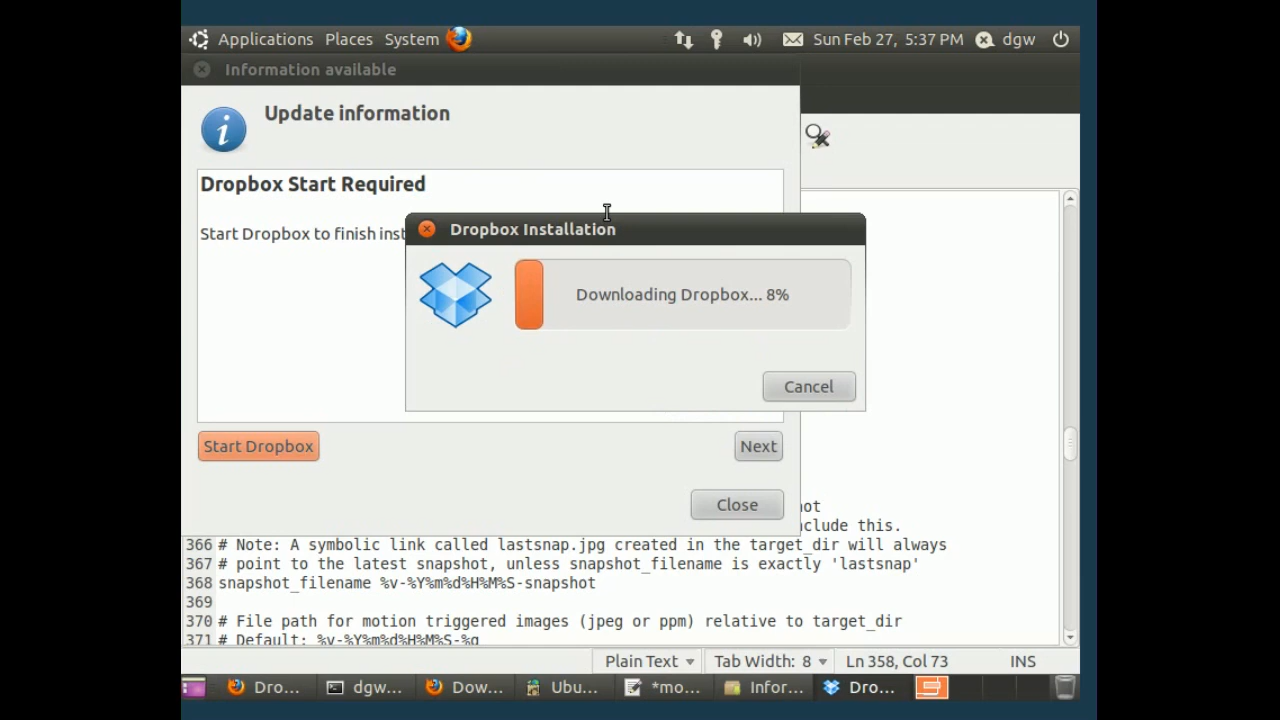 Applications Places System Sun Feb 27, 5:37 PM dgw
Information available
Update information
Dropbox Start Required
Start Dropbox to finish inst
Dropbox Installation
Downloading Dropbox... 8%
Cancel
Start Dropbox Next
Close
not
nclude this.
366 # Note: A symbolic link called lastsnap.jpg created in the target_dir will always
367 # point to the latest snapshot, unless snapshot_filename is exactly 'lastsnap'
368 snapshot_filename %v-%Y%m%d%H%M%S-snapshot
369
370 # File path for motion triggered images (jpeg or ppm) relative to target_dir
371 # Default: %v-%Y%m%d%H%M%S-%q
Plain Text Tab Width: 8 Ln 358, Col 73 INS
Dro... dgw... Dow... Ubu... *mo... Infor... Dro...